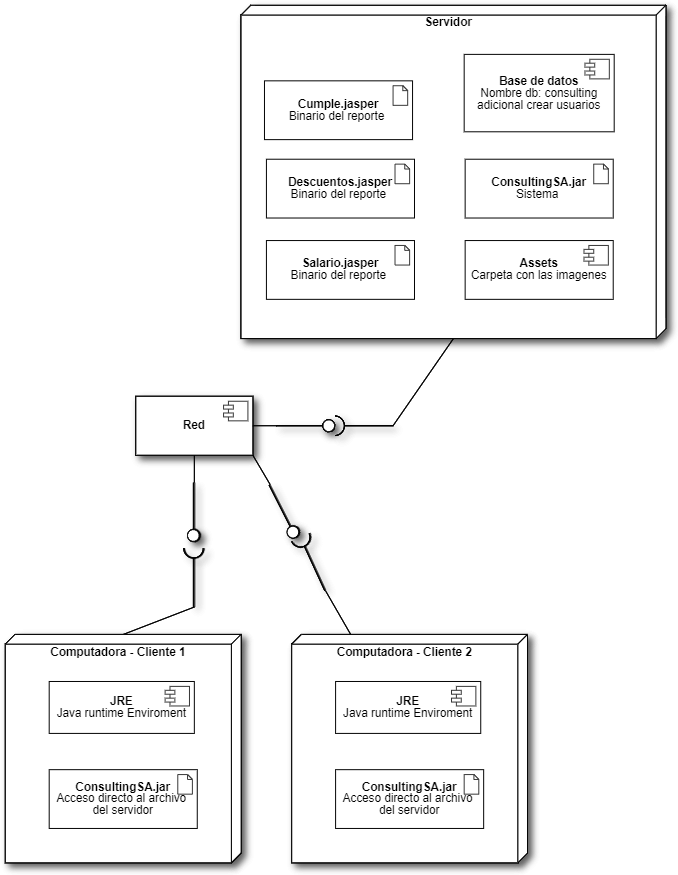 Servidor
Cumple.jasper
Binario del reporte
Base de datos
Nombre db: consulting
adicional crear usuarios
Descuentos.jasper
Binario del reporte
ConsultingSA.jar
Sistema
Salario.jasper
Binario del reporte
Assets
Carpeta con las imagenes
Red
Computadora - Cliente 1
JRE
Java runtime Enviroment
ConsultingSA.jar
Acceso directo al archivo
del servidor
Computadora - Cliente 2
JRE
Java runtime Enviroment
ConsultingSA.jar
Acceso directo al archivo
del servidor